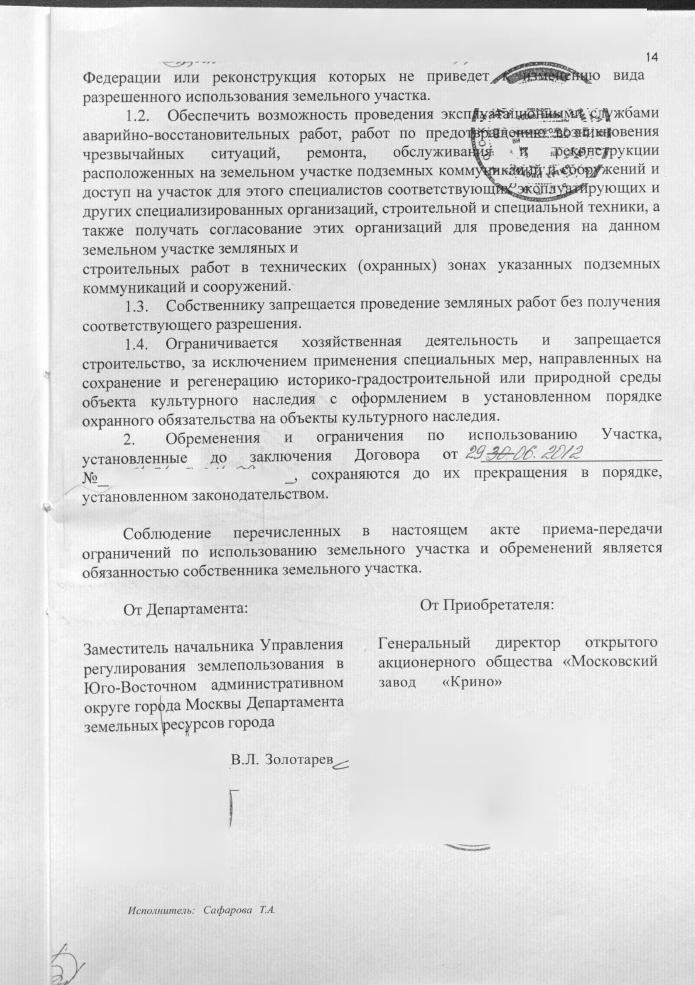 14
Федерации или реконструкция которых не приведет к изменению вида
разрешенного использования земельного участка.
1.2. Обеспечить возможность проведения эксплуатационными службами
аварийно-восстановительных работ, работ по предотвращению возникновения
чрезвычайных ситуаций, ремонта, обслуживания и реконструкции
расположенных на земельном участке подземных коммуникаций и сооружений и
доступ на участок для этого специалистов соответствующих эксплуатирующих и
других специализированных организаций, строительной и специальной техники, а
также получать согласование этих организаций для проведения на данном
земельном участке земляных и
строительных работ в технических (охранных) зонах указанных подземных
коммуникаций и сооружений.
1.3. Собственнику запрещается проведение земляных работ без получения
соответствующего разрешения.
1.4. Ограничивается хозяйственная деятельность и запрещается
строительство, за исключением применения специальных мер, направленных на
сохранение и регенерацию историко-градостроительной или природной среды
объекта культурного наследия с оформлением в установленном порядке
охранного обязательства на объекты культурного наследия.
2. Обременения и ограничения по использованию Участка,
установленные до заключения Договора от 29 30.06.2012
№_ _, сохраняются до их прекращения в порядке,
установленном законодательством.
Соблюдение перечисленных в настоящем акте приема-передачи
ограничений по использованию земельного участка и обременений является
обязанностью собственника земельного участка.
От Департамента:
Заместитель начальника Управления
регулирования землепользования в
Юго-Восточном административном
округе города Москвы Департамента
земельных ресурсов города
В.Л. Золотарев
От Приобретателя:
Генеральный директор открытого
акционерного общества «Московский
завод «Крино»
Исполнитель: Сафарова Т.А.